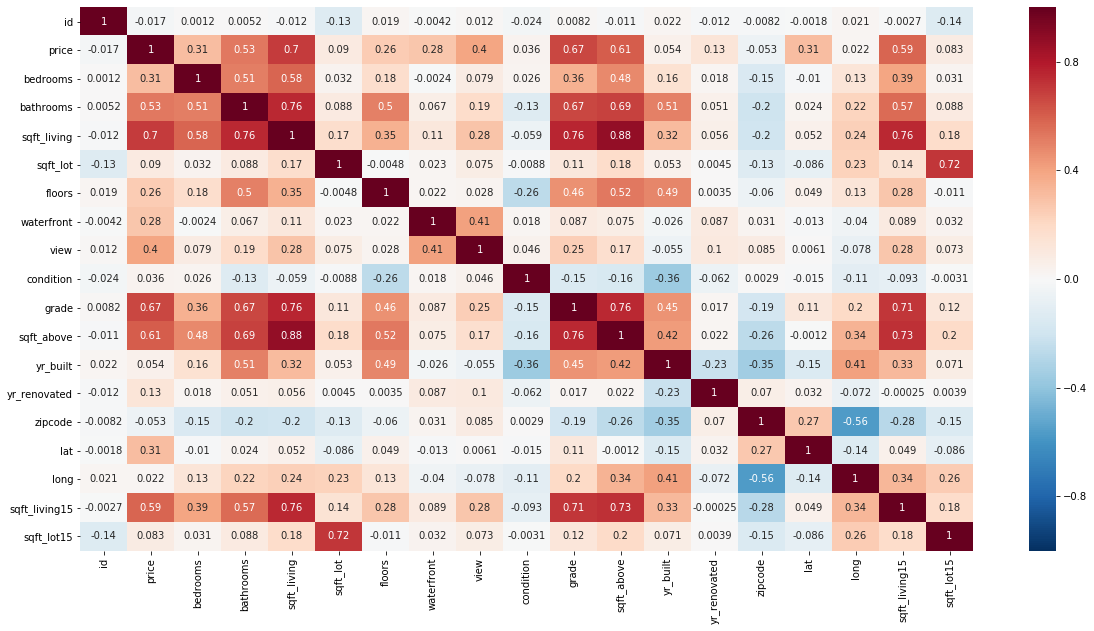 id 1 -0.017 0.0012 0.0052 -0.012 -0.13 0.019 -0.0042 0.012 -0.024 0.0082 -0.011 0.022 -0.012 -0.0082 -0.0018 0.021 -0.0027 -0.14
price -0.017 1 0.31 0.53 0.7 0.09 0.26 0.28 0.4 0.036 0.67 0.61 0.054 0.13 -0.053 0.31 0.022 0.59 0.083
0.8
bedrooms 0.0012 0.31 1 0.51 0.58 0.032 0.18 -0.0024 0.079 0.026 0.36 0.48 0.16 0.018 -0.15 -0.01 0.13 0.39 0.031
bathrooms 0.0052 0.53 0.51 1 0.76 0.088 0.5 0.067 0.19 -0.13 0.67 0.69 0.51 0.051 -0.2 0.024 0.22 0.57 0.088
sqft_living -0.012 0.7 0.58 0.76 1 0.17 0.35 0.11 0.28 -0.059 0.76 0.88 0.32 0.056 -0.2 0.052 0.24 0.76 0.18
sqft_lot -0.13 0.09 0.032 0.088 0.17 1 -0.0048 0.023 0.075 -0.0088 0.11 0.18 0.053 0.0045 -0.13 -0.086 0.23 0.14 0.72
0.4
floors 0.019 0.26 0.18 0.5 0.35 -0.0048 1 0.022 0.028 -0.26 0.46 0.52 0.49 0.0035 -0.06 0.049 0.13 0.28 -0.011
waterfront -0.0042 0.28 -0.0024 0.067 0.11 0.023 0.022 1 0.41 0.018 0.087 0.075 -0.026 0.087 0.031 -0.013 -0.04 0.089 0.032
view 0.012 0.4 0.079 0.19 0.28 0.075 0.028 0.41 1 0.046 0.25 0.17 -0.055 0.1 0.085 0.0061 -0.078 0.28 0.073
condition -0.024 0.036 0.026 -0.13 -0.059 -0.0088 -0.26 0.018 0.046 1 -0.15 -0.16 -0.36 -0.062 0.0029 -0.015 -0.11 -0.093 -0.0031
0.0
grade 0.0082 0.67 0.36 0.67 0.76 0.11 0.46 0.087 0.25 -0.15 1 0.76 0.45 0.017 -0.19 0.11 0.2 0.71 0.12
sqft_above -0.011 0.61 0.48 0.69 0.88 0.18 0.52 0.075 0.17 -0.16 0.76 1 0.42 0.022 -0.26 -0.0012 0.34 0.73 0.2
yr_built 0.022 0.054 0.16 0.51 0.32 0.053 0.49 -0.026 -0.055 -0.36 0.45 0.42 1 -0.23 -0.35 -0.15 0.41 0.33 0.071
−0.4
yr_renovated -0.012 0.13 0.018 0.051 0.056 0.0045 0.0035 0.087 0.1 -0.062 0.017 0.022 -0.23 1 0.07 0.032 -0.072 -0.00025 0.0039
zipcode -0.0082 -0.053 -0.15 -0.2 -0.2 -0.13 -0.06 0.031 0.085 0.0029 -0.19 -0.26 -0.35 0.07 1 0.27 -0.56 -0.28 -0.15
lat -0.0018 0.31 -0.01 0.024 0.052 -0.086 0.049 -0.013 0.0061 -0.015 0.11 -0.0012 -0.15 0.032 0.27 1 -0.14 0.049 -0.086
long 0.021 0.022 0.13 0.22 0.24 0.23 0.13 -0.04 -0.078 -0.11 0.2 0.34 0.41 -0.072 -0.56 -0.14 1 0.34 0.26
−0.8
sqft_living15 -0.0027 0.59 0.39 0.57 0.76 0.14 0.28 0.089 0.28 -0.093 0.71 0.73 0.33 -0.00025 -0.28 0.049 0.34 1 0.18
sqft_lot15 -0.14 0.083 0.031 0.088 0.18 0.72 -0.011 0.032 0.073 -0.0031 0.12 0.2 0.071 0.0039 -0.15 -0.086 0.26 0.18 1
id price bedrooms bathrooms sqft_living sqft_lot floors waterfront view condition grade sqft_above yr_built yr_renovated zipcode lat long sqft_living15 sqft_lot15